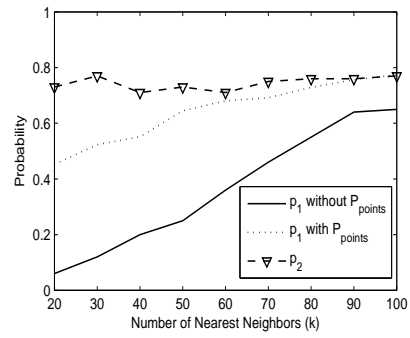 1
0.8
0.6
0.4
0.2
0
Probability
p1 without Ppoints
p1 with Ppoints
p2
20 30 40 50 60 70 80 90 100
Number of Nearest Neighbors (k)